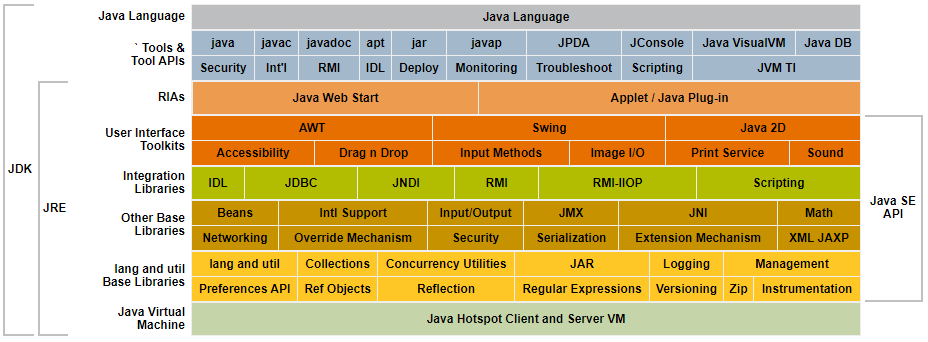 Java Language
Java Language
` Tools &
Tool APIs
java javac javadoc apt jar javap JPDA JConsole Java VisualVM Java DB
Security Int'l RMI IDL Deploy Monitoring Troubleshoot Scripting JVM TI
RIAs
Java Web Start Applet / Java Plug-in
User Interface
Toolkits
AWT Swing Java 2D
Accessibility Drag n Drop Input Methods Image I/O Print Service Sound
JDK
Integration
Libraries
IDL JDBC JNDI RMI RMI-IIOP Scripting
JRE
Java SE
API
Other Base
Libraries
Beans Intl Support Input/Output JMX JNI Math
Networking Override Mechanism Security Serialization Extension Mechanism XML JAXP
lang and util
Base Libraries
lang and util Collections Concurrency Utilities JAR Logging Management
Preferences API Ref Objects Reflection Regular Expressions Versioning Zip Instrumentation
Java Virtual
Machine
Java Hotspot Client and Server VM